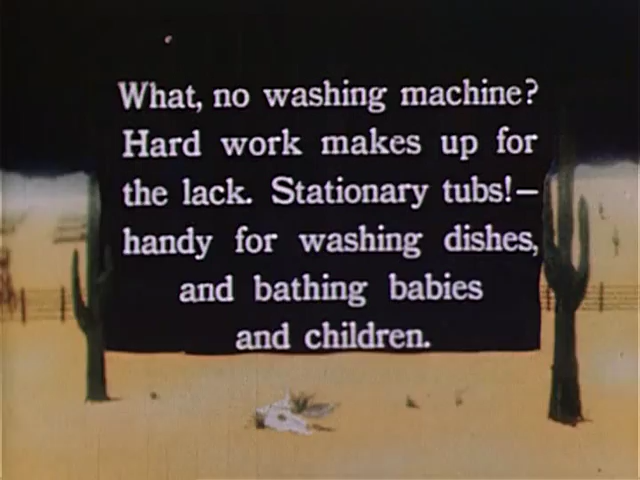 What, no washing machine?
Hard work makes up for
the lack. Stationary tubs!—
handy for washing dishes,
and bathing babies
and children.